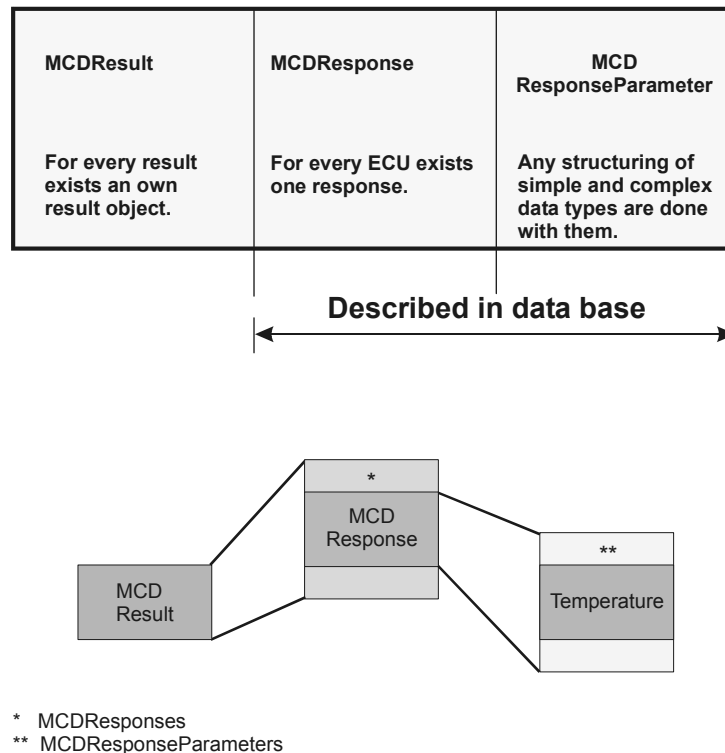 MCDResult
For every result
exists an own
result object.
MCDResponse
For every ECU exists
one response.
MCD
ResponseParameter
Any structuring of
simple and complex
data types are done
with them.
Described in data base
*
MCD
Response
**
MCD
Result
Temperature
* MCDResponses
** MCDResponseParameters